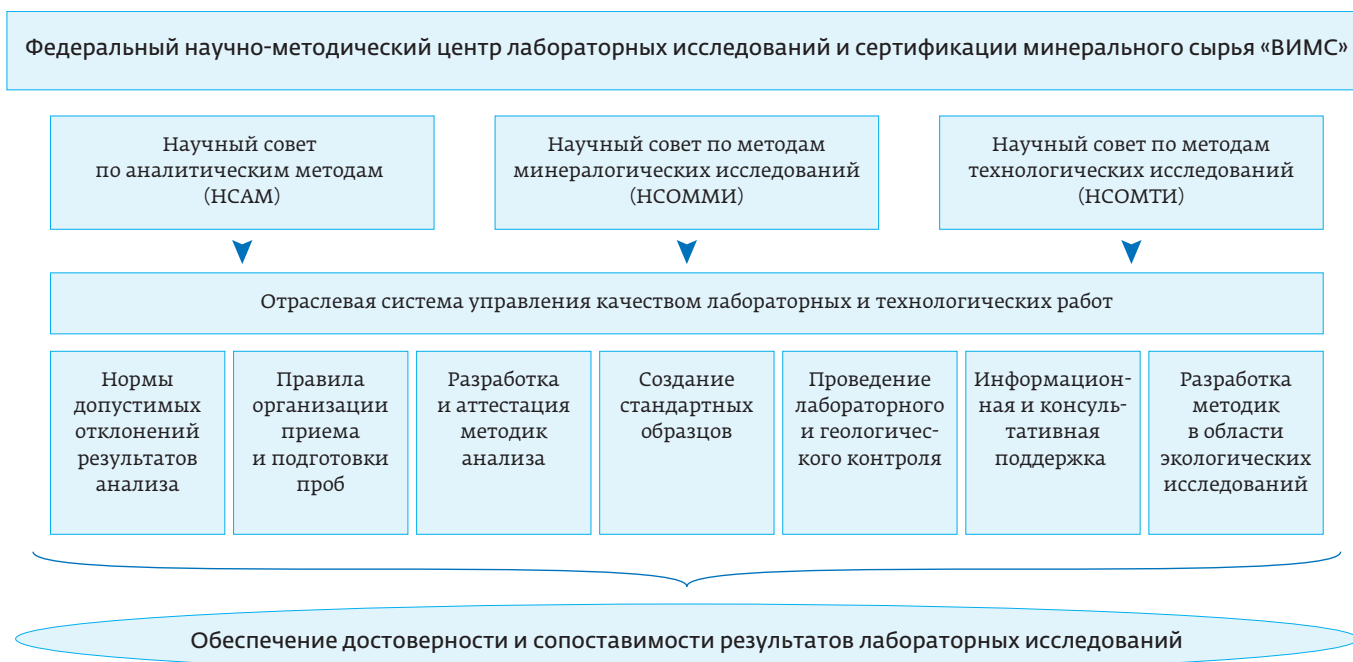 Федеральный научно-методический центр лабораторных исследований и сертификации минерального сырья «ВИМС»
Научный совет
по аналитическим методам
(НСАМ)
Научный совет по методам
минералогических исследований
(НСОММИ)
Научный совет по методам
технологических исследований
(НСОМТИ)
Отраслевая система управления качеством лабораторных и технологических работ
Нормы
допустимых
отклонений
результатов
анализа
Правила
организации
приема
и подготовки
проб
Разработка
и аттестация
методик
анализа
Создание
стандартных
образцов
Проведение
лабораторного
и геологичес-
кого контроля
Информацион-
ная и консуль-
тативная
поддержка
Разработка
методик
в области
экологических
исследований
Обеспечение достоверности и сопоставимости результатов лабораторных исследований